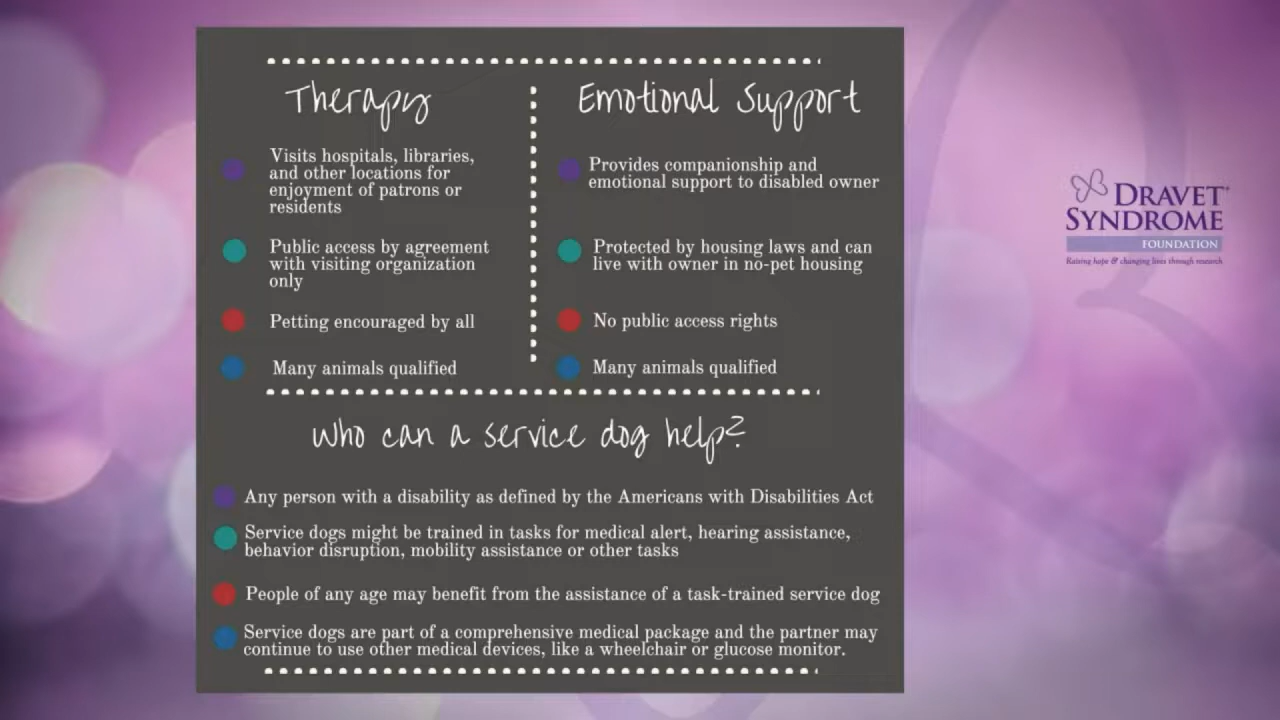 Therapy
Visits hospitals, libraries,
and other locations for
enjoyment of patrons or
residents
Public access by agreement
with visiting organization
only
Petting encouraged by all
Many animals qualified
Emotional Support
Provides companionship and
emotional support to disabled owner
Protected by housing laws and can
live with owner in no-pet housing
No public access rights
Many animals qualified
Who can a service dog help?
Any person with a disability as defined by the Americans with Disabilities Act
Service dogs might be trained in tasks for medical alert, hearing assistance,
behavior disruption, mobility assistance or other tasks
People of any age may benefit from the assistance of a task-trained service dog
Service dogs are part of a comprehensive medical package and the partner may
continue to use other medical devices, like a wheelchair or glucose monitor.
DRAVET
SYNDROME
FOUNDATION
Raising hope & changing lives through research